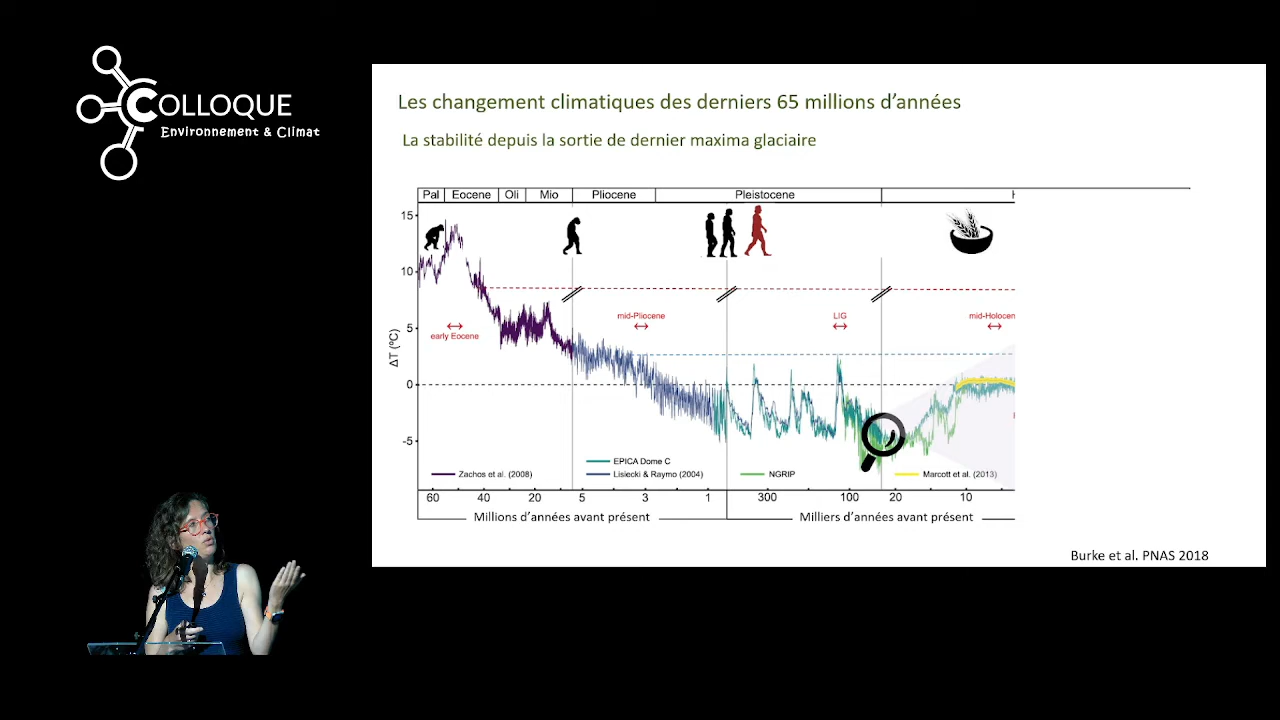 COLLOQUE
Environnement & Climat
Les changement climatiques des derniers 65 millions d'années
La stabilité depuis la sortie de dernier maxima glaciaire
Pal Eocene Oli Mio Pliocene Pleistocene
15
10
5
0
-5
ΔT (°C)
early Eocene
mid-Pliocene
LIG
mid-Holocen
EPICA Dome C
Zachos et al. (2008)
Lisiecki & Raymo (2004)
NGRIP
Marcott et al. (2013)
60 40 20 5 3 1 300 100 20 10
Millions d'années avant présent
Milliers d'années avant présent
Burke et al. PNAS 2018